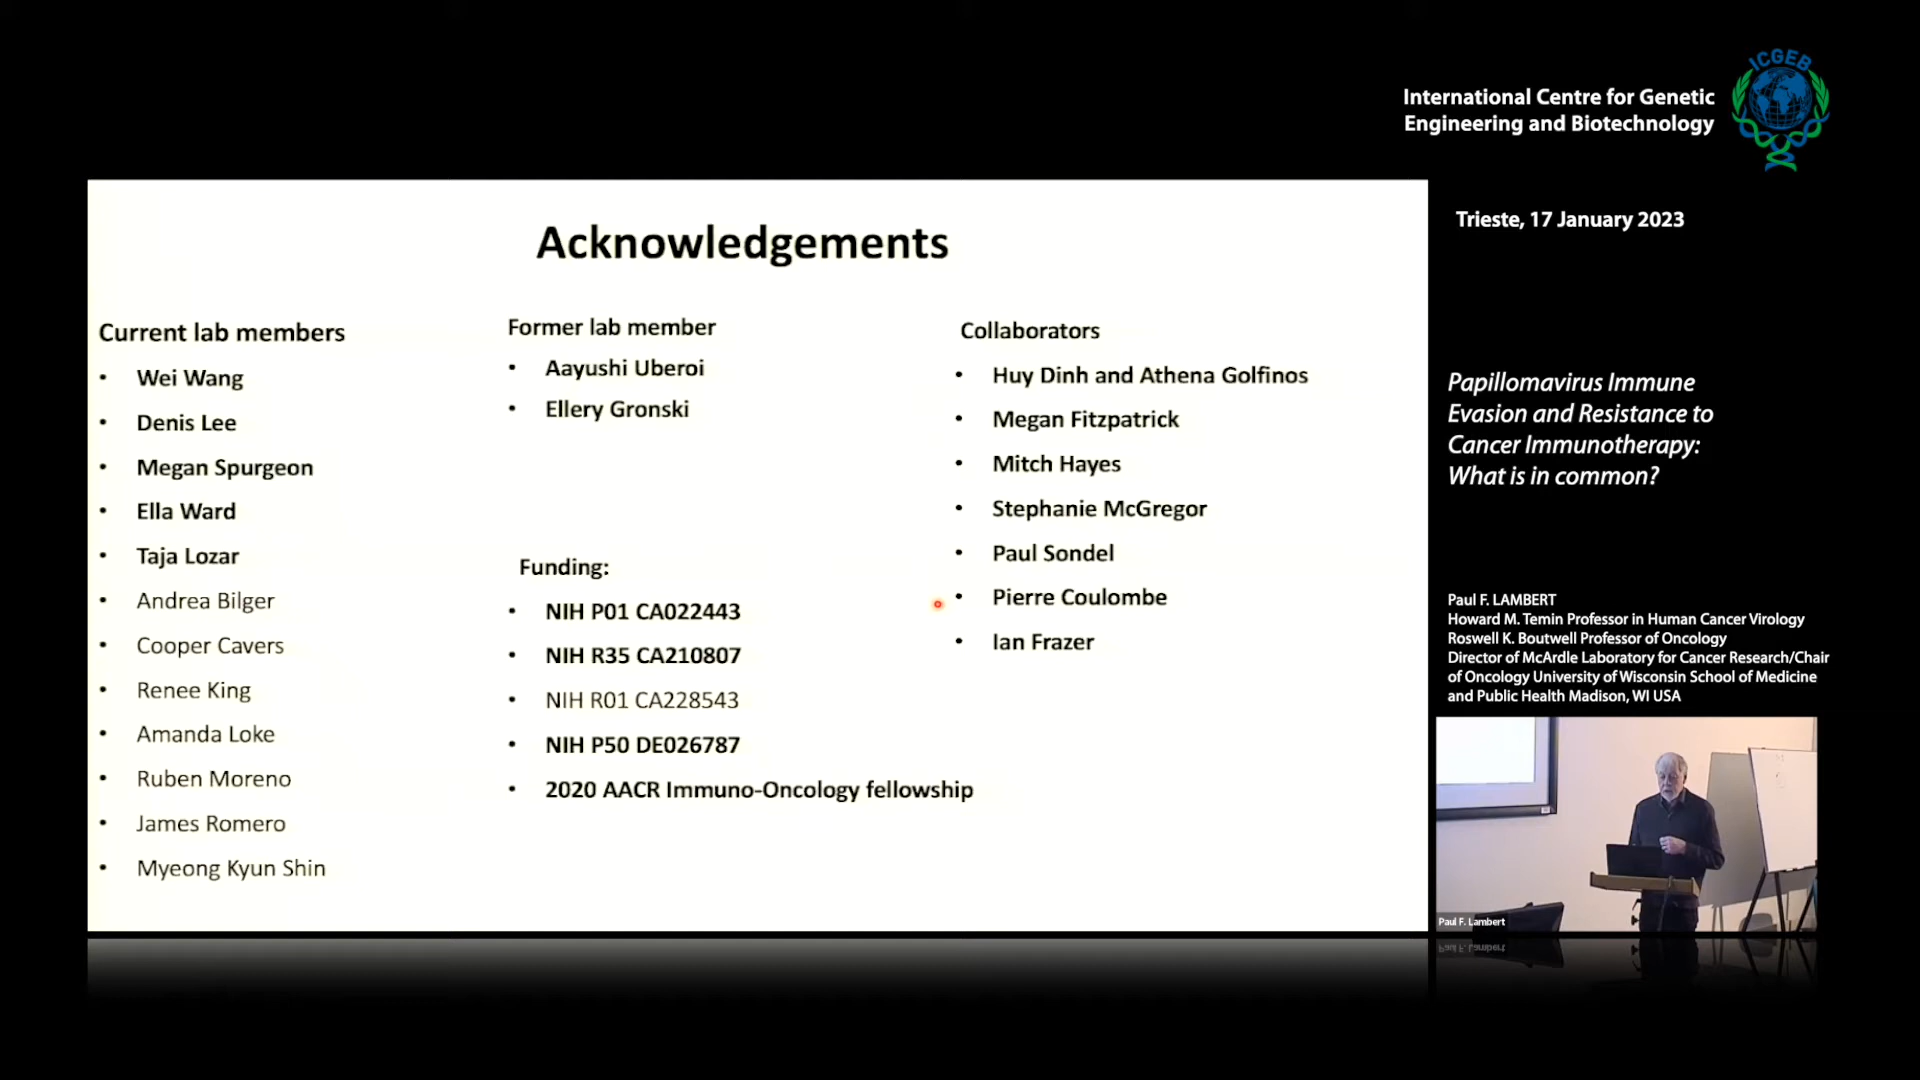 ICGEB
International Centre for Genetic
Engineering and Biotechnology
Trieste, 17 January 2023
Acknowledgements
Current lab members
• Wei Wang
• Denis Lee
• Megan Spurgeon
• Ella Ward
• Taja Lozar
• Andrea Bilger
• Cooper Cavers
• Renee King
• Amanda Loke
• Ruben Moreno
• James Romero
• Myeong Kyun Shin
Former lab member
• Aayushi Uberoi
• Ellery Gronski
Funding:
• NIH P01 CA022443
• NIH R35 CA210807
• NIH R01 CA228543
• NIH P50 DE026787
• 2020 AACR Immuno-Oncology fellowship
Collaborators
• Huy Dinh and Athena Golfinos
• Megan Fitzpatrick
• Mitch Hayes
• Stephanie McGregor
• Paul Sondel
• Pierre Coulombe
• Ian Frazer
Papillomavirus Immune
Evasion and Resistance to
Cancer Immunotherapy:
What is in common?
Paul F. LAMBERT
Howard M. Temin Professor in Human Cancer Virology
Roswell K. Boutwell Professor of Oncology
Director of McArdle Laboratory for Cancer Research/Chair
of Oncology University of Wisconsin School of Medicine
and Public Health Madison, WI USA
Paul F. Lambert